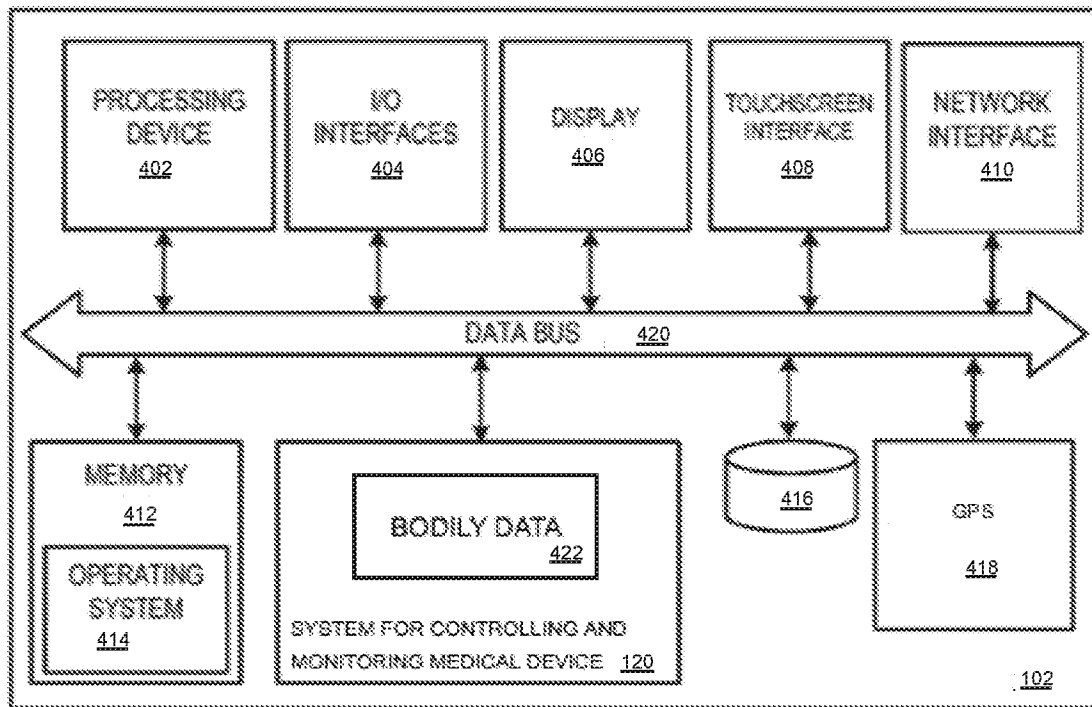 PROCESSING
DEVICE
402
I/O
INTERFACES
404
DISPLAY
406
TOUCHSCREEN
INTERFACE
408
NETWORK
INTERFACE
410
DATA BUS 420
MEMORY
412
OPERATING
SYSTEM
414
BODILY DATA
422
SYSTEM FOR CONTROLLING AND
MONITORING MEDICAL DEVICE 120
416
GPS
418
102